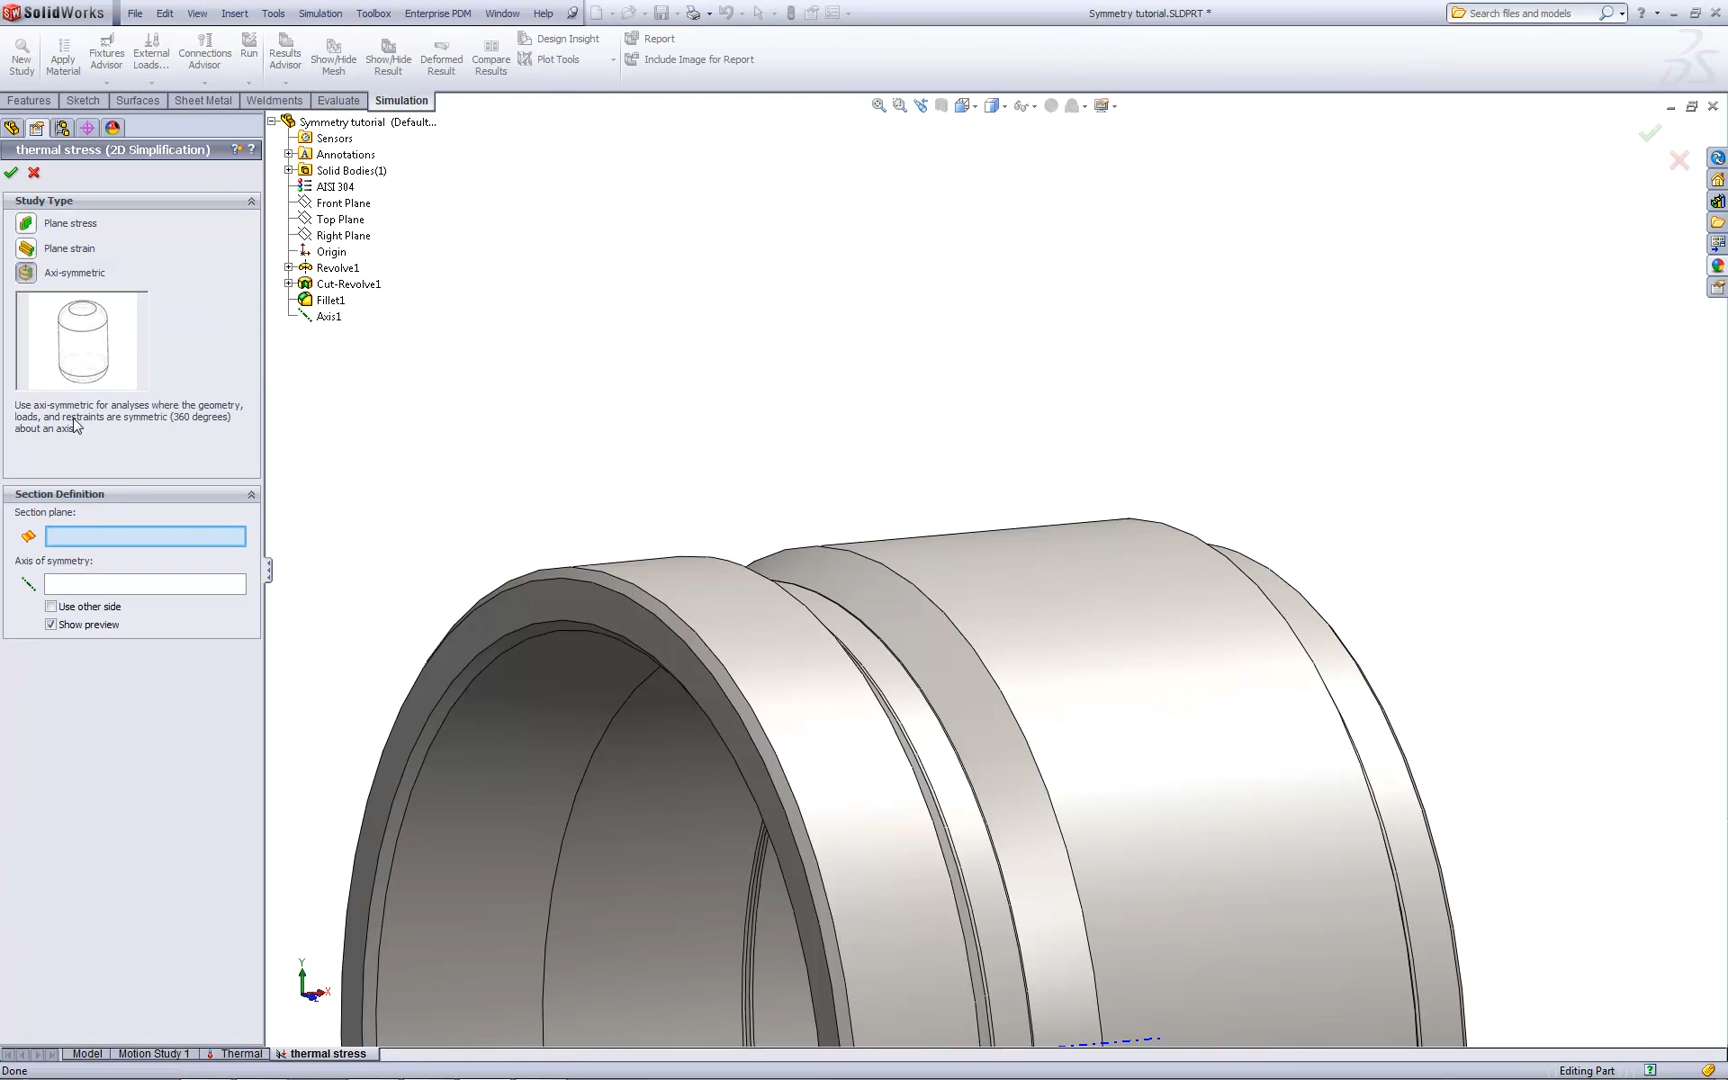 SolidWorks File Edit View Insert Tools Simulation Toolbox Enterprise PDM Window Help Symmetry tutorial.SLDPRT * Search files and models
New Study
Apply Material
Fixtures Advisor
External Loads...
Connections Advisor
Run
Results Advisor
Show/Hide Mesh
Show/Hide Result
Deformed Result
Compare Results
Design Insight
Plot Tools
Report
Include Image for Report
Features Sketch Surfaces Sheet Metal Weldments Evaluate Simulation
thermal stress (2D Simplification)
Study Type
Plane stress
Plane strain
Axi-symmetric
Use axi-symmetric for analyses where the geometry,
loads, and restraints are symmetric (360 degrees)
about an axis
Section Definition
Section plane:
Axis of symmetry:
Use other side
Show preview
Symmetry tutorial (Default...
Sensors
Annotations
Solid Bodies(1)
AISI 304
Front Plane
Top Plane
Right Plane
Origin
Revolve1
Cut-Revolve1
Fillet1
Axis1
Y
X
Model Motion Study 1 Thermal thermal stress
Done Editing Part